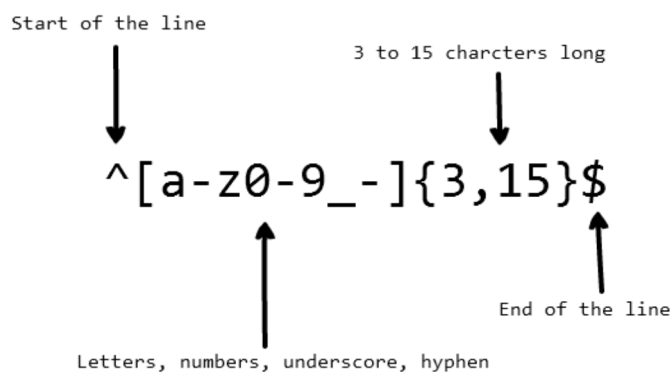 Start of the line
3 to 15 charcters long
^[a-z0-9_-]{3,15}$
End of the line
Letters, numbers, underscore, hyphen